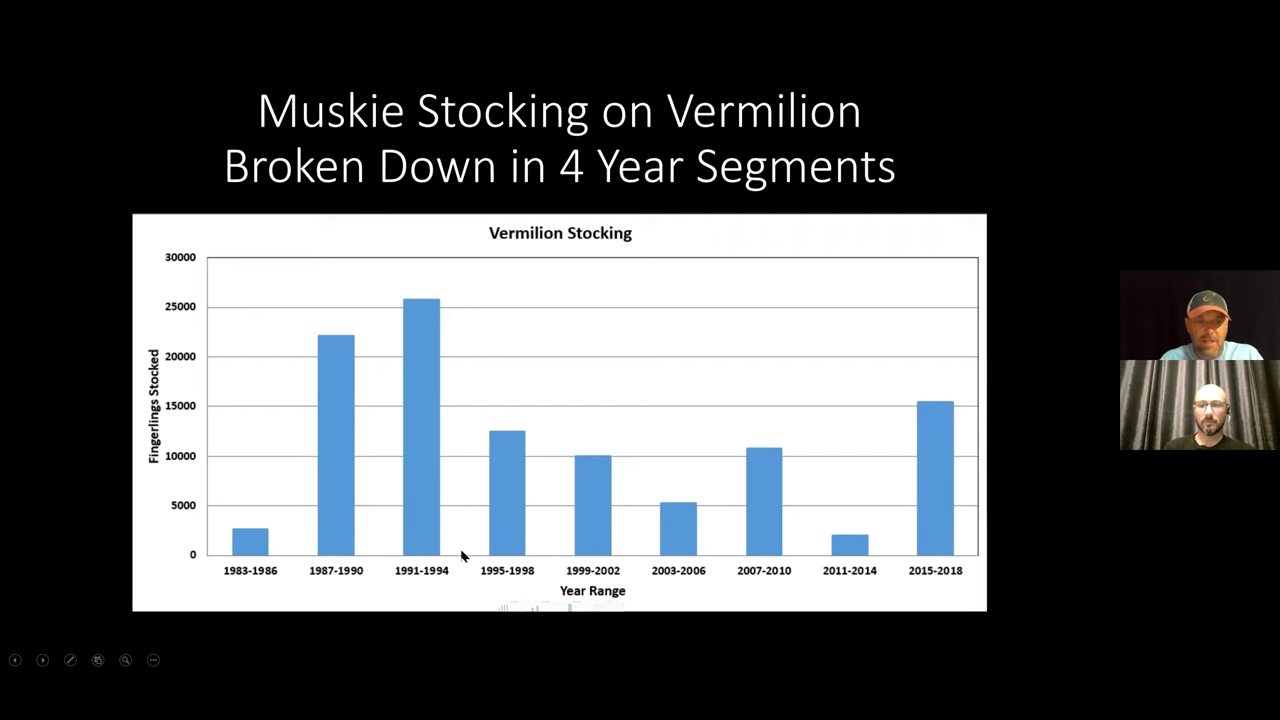 Muskie Stocking on Vermilion
Broken Down in 4 Year Segments
Vermilion Stocking
30000
25000
20000
15000
10000
5000
0
Fingerlings Stocked
1983-1986 1987-1990 1991-1994 1995-1998 1999-2002 2003-2006 2007-2010 2011-2014 2015-2018
Year Range